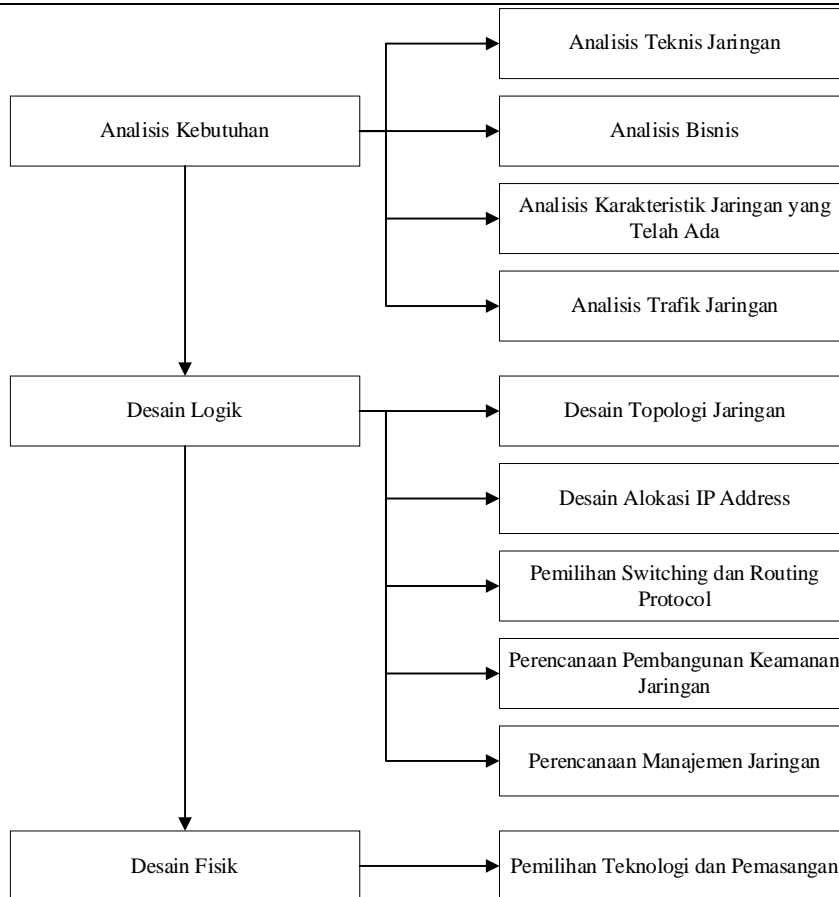 Analisis Teknis Jaringan
Analisis Kebutuhan
Analisis Bisnis
Analisis Karakteristik Jaringan yang
Telah Ada
Analisis Trafik Jaringan
Desain Logik
Desain Topologi Jaringan
Desain Alokasi IP Address
Pemilihan Switching dan Routing
Protocol
Perencanaan Pembangunan Keamanan
Jaringan
Perencanaan Manajemen Jaringan
Desain Fisik
Pemilihan Teknologi dan Pemasangan